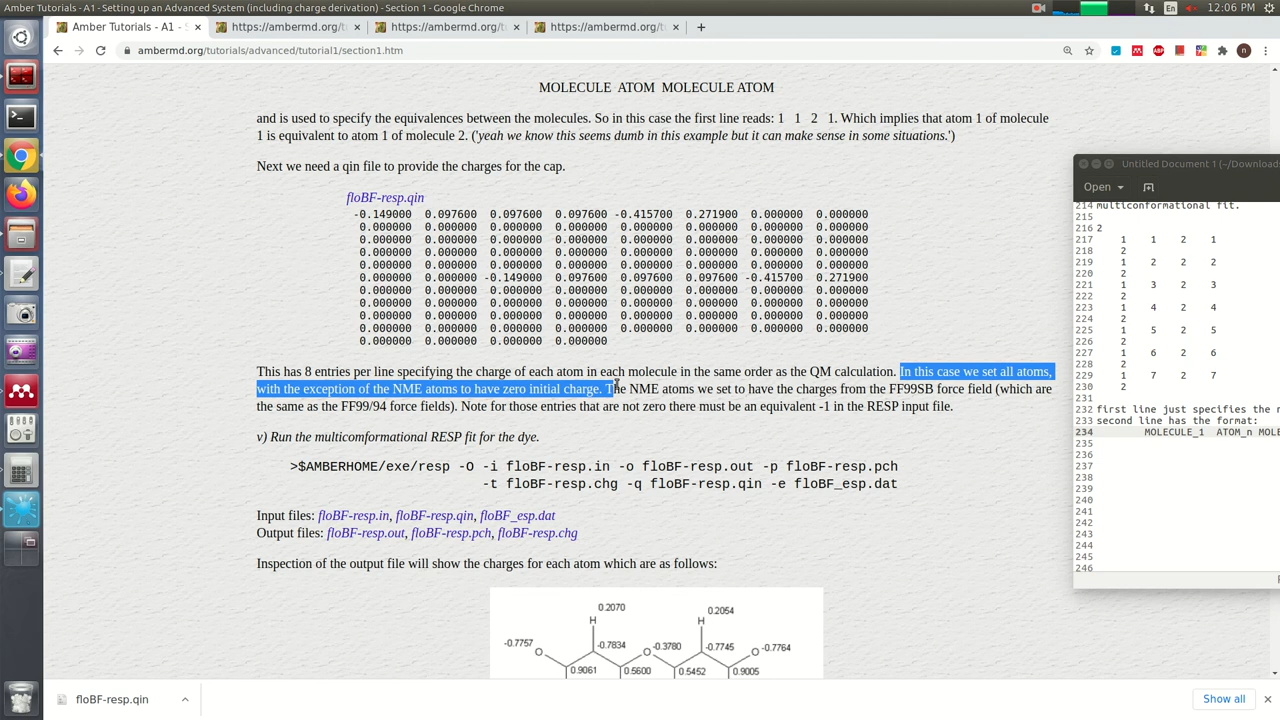 Amber Tutorials - A1 - Setting up an Advanced System (including charge derivation) - Section 1 - Google Chrome
En
12:06 PM
Amber Tutorials - A1 - S
https://ambermd.org/tu
https://ambermd.org/tu
https://ambermd.org/tu
ambermd.org/tutorials/advanced/tutorial1/section1.htm
MOLECULE ATOM MOLECULE ATOM
and is used to specify the equivalences between the molecules. So in this case the first line reads: 1 1 2 1. Which implies that atom 1 of molecule
1 is equivalent to atom 1 of molecule 2. ('yeah we know this seems dumb in this example but it can make sense in some situations.')
Next we need a qin file to provide the charges for the cap.
floBF-resp.qin
-0.149000 0.097600 0.097600 0.097600 -0.415700 0.271900 0.000000 0.000000
0.000000 0.000000 0.000000 0.000000 0.000000 0.000000 0.000000 0.000000
0.000000 0.000000 0.000000 0.000000 0.000000 0.000000 0.000000 0.000000
0.000000 0.000000 0.000000 0.000000 0.000000 0.000000 0.000000 0.000000
0.000000 0.000000 0.000000 0.000000 0.000000 0.000000 0.000000 0.000000
0.000000 0.000000 -0.149000 0.097600 0.097600 0.097600 -0.415700 0.271900
0.000000 0.000000 0.000000 0.000000 0.000000 0.000000 0.000000 0.000000
0.000000 0.000000 0.000000 0.000000 0.000000 0.000000 0.000000 0.000000
0.000000 0.000000 0.000000 0.000000 0.000000 0.000000 0.000000 0.000000
0.000000 0.000000 0.000000 0.000000 0.000000 0.000000 0.000000 0.000000
0.000000 0.000000 0.000000 0.000000
This has 8 entries per line specifying the charge of each atom in each molecule in the same order as the QM calculation. In this case we set all atoms,
with the exception of the NME atoms to have zero initial charge. The NME atoms we set to have the charges from the FF99SB force field (which are
the same as the FF99/94 force fields). Note for those entries that are not zero there must be an equivalent -1 in the RESP input file.
v) Run the multicomformational RESP fit for the dye.
>$AMBERHOME/exe/resp -O -i floBF-resp.in -o floBF-resp.out -p floBF-resp.pch
-t floBF-resp.chg -q floBF-resp.qin -e floBF_esp.dat
Input files: floBF-resp.in, floBF-resp.qin, floBF_esp.dat
Output files: floBF-resp.out, floBF-resp.pch, floBF-resp.chg
Inspection of the output file will show the charges for each atom which are as follows:
0.2070 0.2054
H H
-0.7757 O -0.7834 -0.3780 O -0.7745 O -0.7764
0.9061 0.5600 0.5452 0.9005
Untitled Document 1 (~/Downloads
Open
214 multiconformational fit.
215
216 2
217 1 1 2 1
218 2
219 1 2 2 2
220 2
221 1 3 2 3
222 2
223 1 4 2 4
224 2
225 1 5 2 5
226 2
227 1 6 2 6
228 2
229 1 7 2 7
230 2
231
232 first line just specifies the n
233 second line has the format:
234 MOLECULE_1 ATOM_n MOLE
235
236
237
238
239
240
241
242
243
244
245
246
floBF-resp.qin
Show all